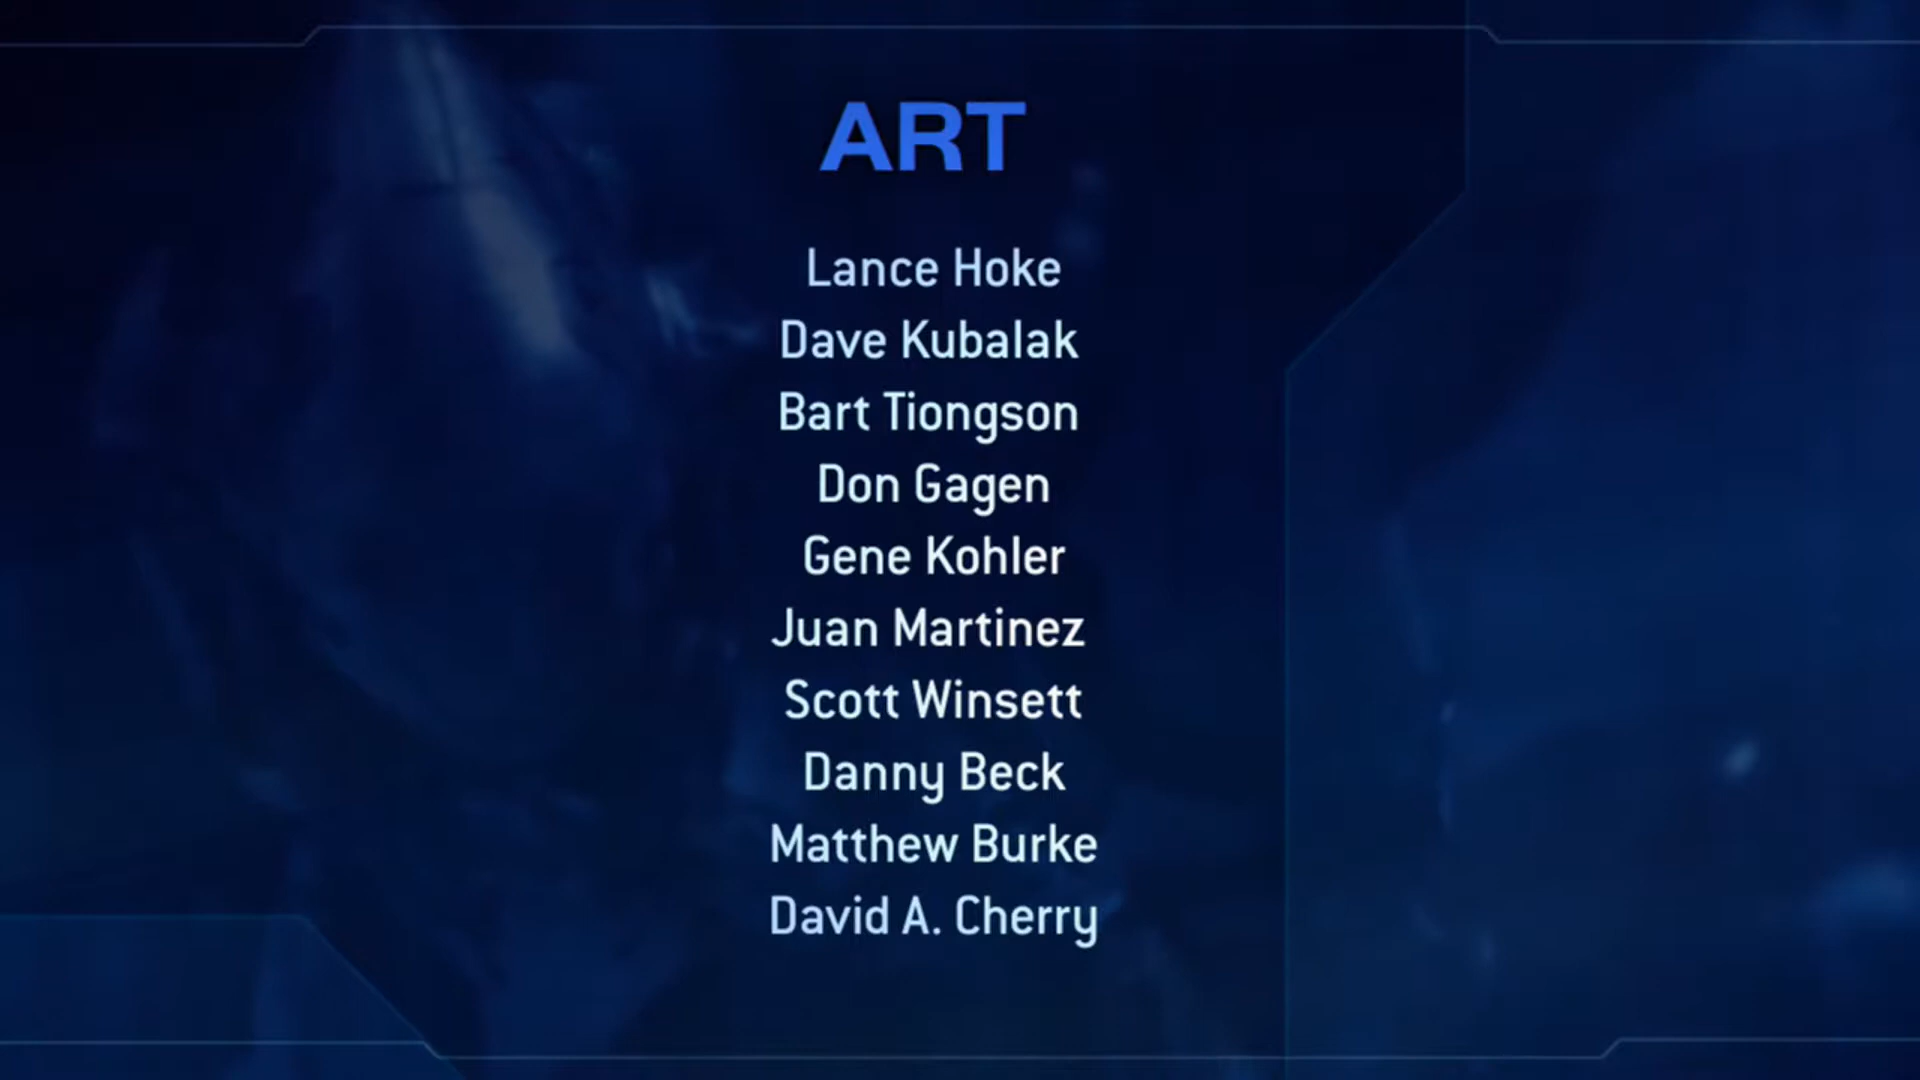 ART
Lance Hoke
Dave Kubalak
Bart Tiongson
Don Gagen
Gene Kohler
Juan Martinez
Scott Winsett
Danny Beck
Matthew Burke
David A. Cherry